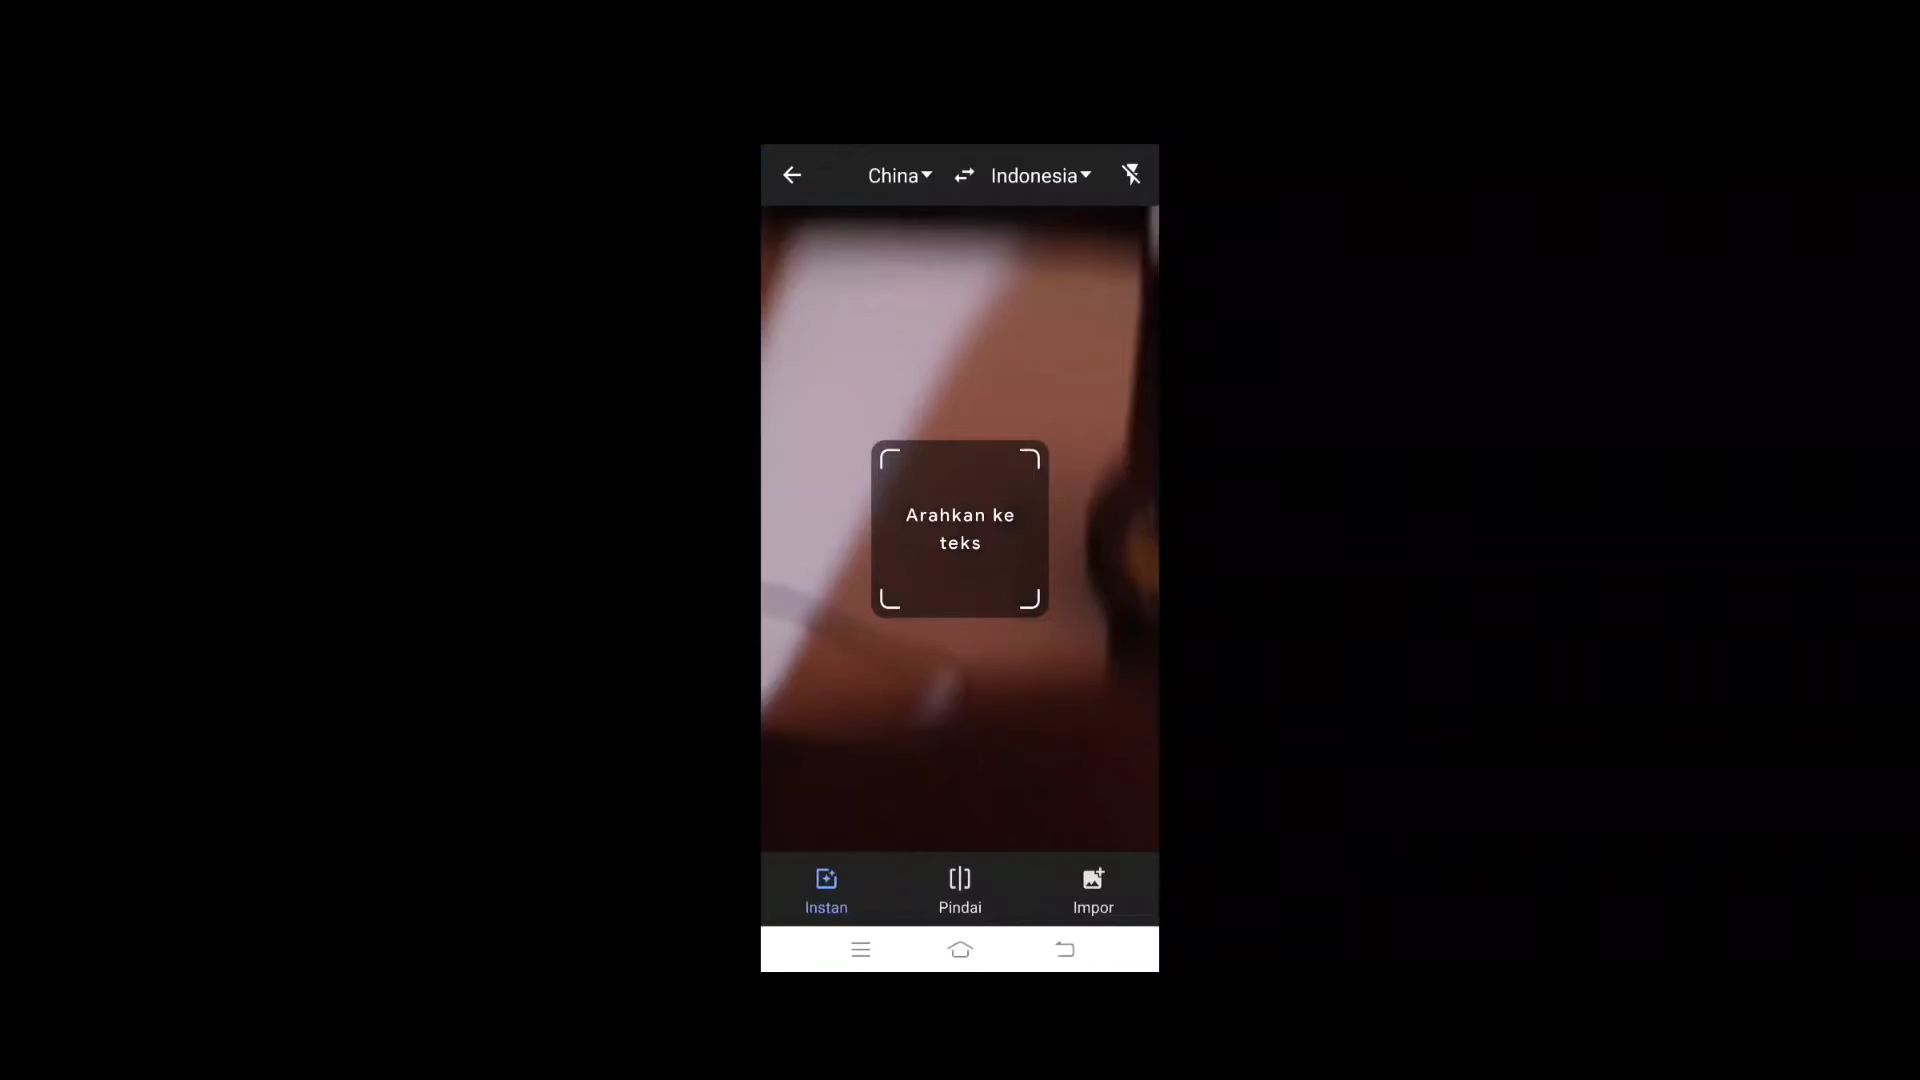 China
Indonesia
Arahkan ke
teks
Instan
Pindai
Impor